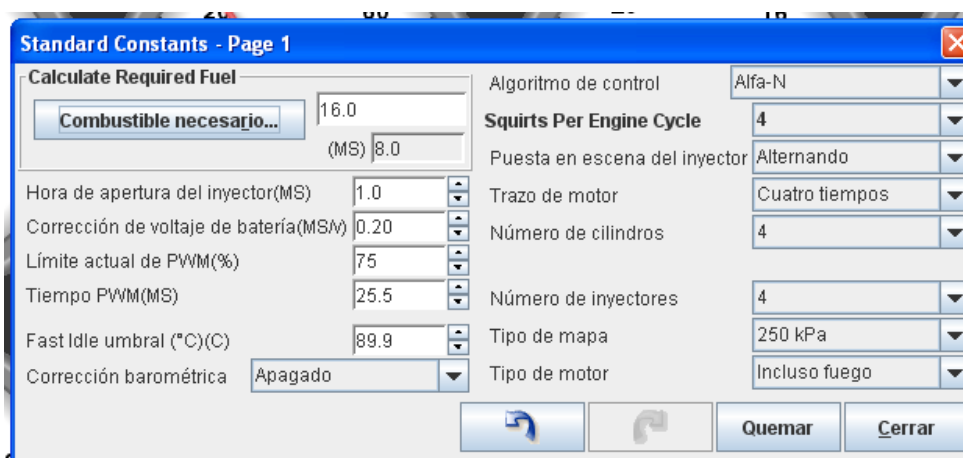 Standard Constants - Page 1
Calculate Required Fuel
Combustible necesario...
16.0
(MS) 8.0
Hora de apertura del inyector(MS) 1.0
Corrección de voltaje de batería(MS/v) 0.20
Límite actual de PWM(%) 75
Tiempo PWM(MS) 25.5
Fast Idle umbral (°C)(C) 89.9
Corrección barométrica Apagado
Algoritmo de control Alfa-N
Squirts Per Engine Cycle 4
Puesta en escena del inyector Alternando
Trazo de motor Cuatro tiempos
Número de cilindros 4
Número de inyectores 4
Tipo de mapa 250 kPa
Tipo de motor Incluso fuego
Quemar Cerrar